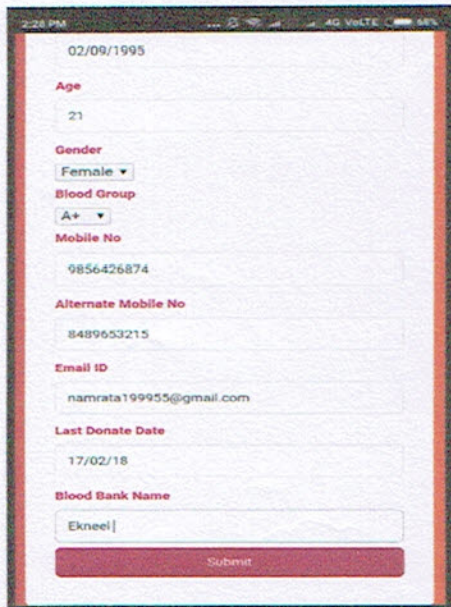 2:28 PM ... 4G VoLTE 68%
02/09/1995
Age
21
Gender
Female
Blood Group
A+
Mobile No
9856426874
Alternate Mobile No
8489653215
Email ID
namrata199955@gmail.com
Last Donate Date
17/02/18
Blood Bank Name
Ekneel
Submit